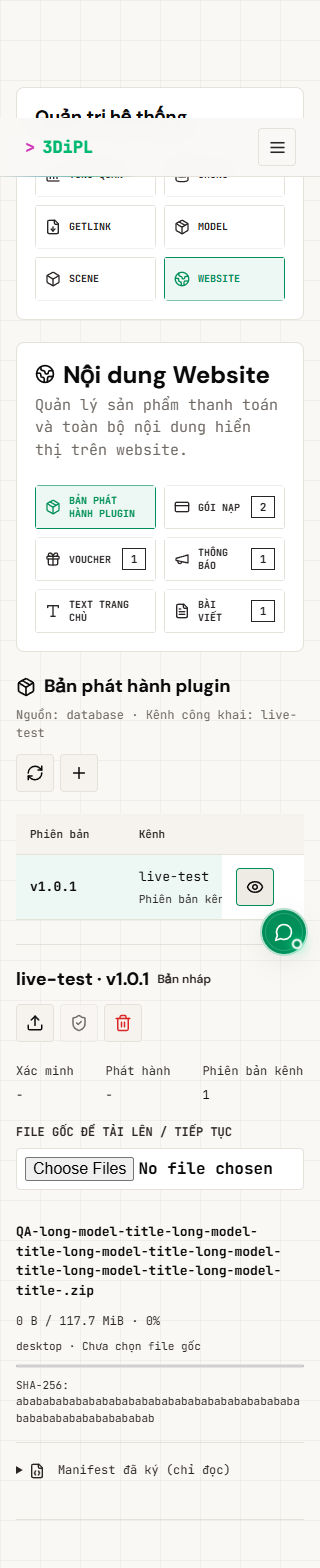 Quản trị hệ thống
> 3DiPL
GETLINK
MODEL
SCENE
WEBSITE
Nội dung Website
Quản lý sản phẩm thanh toán
và toàn bộ nội dung hiển
thị trên website.
BẢN PHÁT
HÀNH PLUGIN
GÓI NẠP 2
VOUCHER 1
THÔNG
BÁO
1
TEXT TRANG
CHỦ
BÀI
VIẾT
1
Bản phát hành plugin
Nguồn: database · Kênh công khai: live-
test
Phiên bản Kênh
v1.0.1
live-test
Phiên bản kên
live-test · v1.0.1 Bản nháp
Xác minh Phát hành Phiên bản kênh
- - 1
FILE GỐC ĐỂ TẢI LÊN / TIẾP TỤC
Choose Files No file chosen
QA-long-model-title-long-model-
title-long-model-title-long-model-
title-long-model-title-long-model-
title-.zip
0 B / 117.7 MiB · 0%
desktop · Chưa chọn file gốc
SHA-256:
abababababababababababababababababababababa
babababababababababab
Manifest đã ký (chỉ đọc)